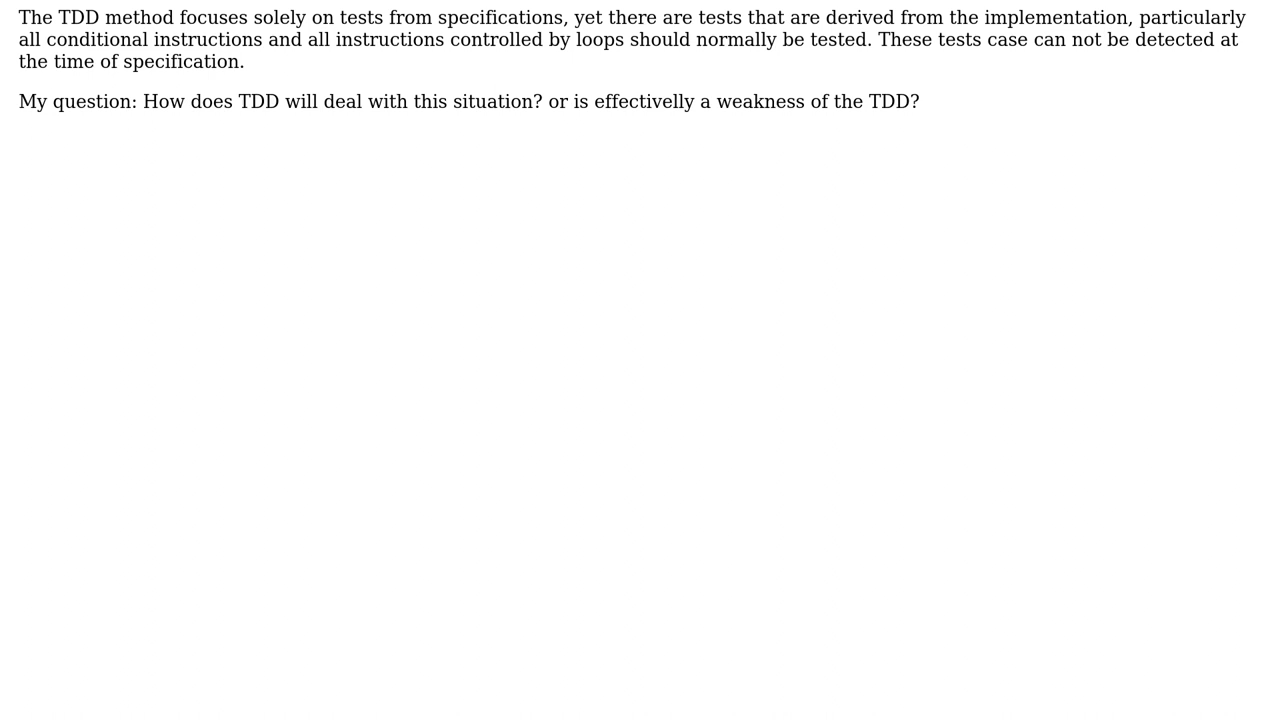 The TDD method focuses solely on tests from specifications, yet there are tests that are derived from the implementation, particularly
all conditional instructions and all instructions controlled by loops should normally be tested. These tests case can not be detected at
the time of specification.
My question: How does TDD will deal with this situation? or is effectivelly a weakness of the TDD?